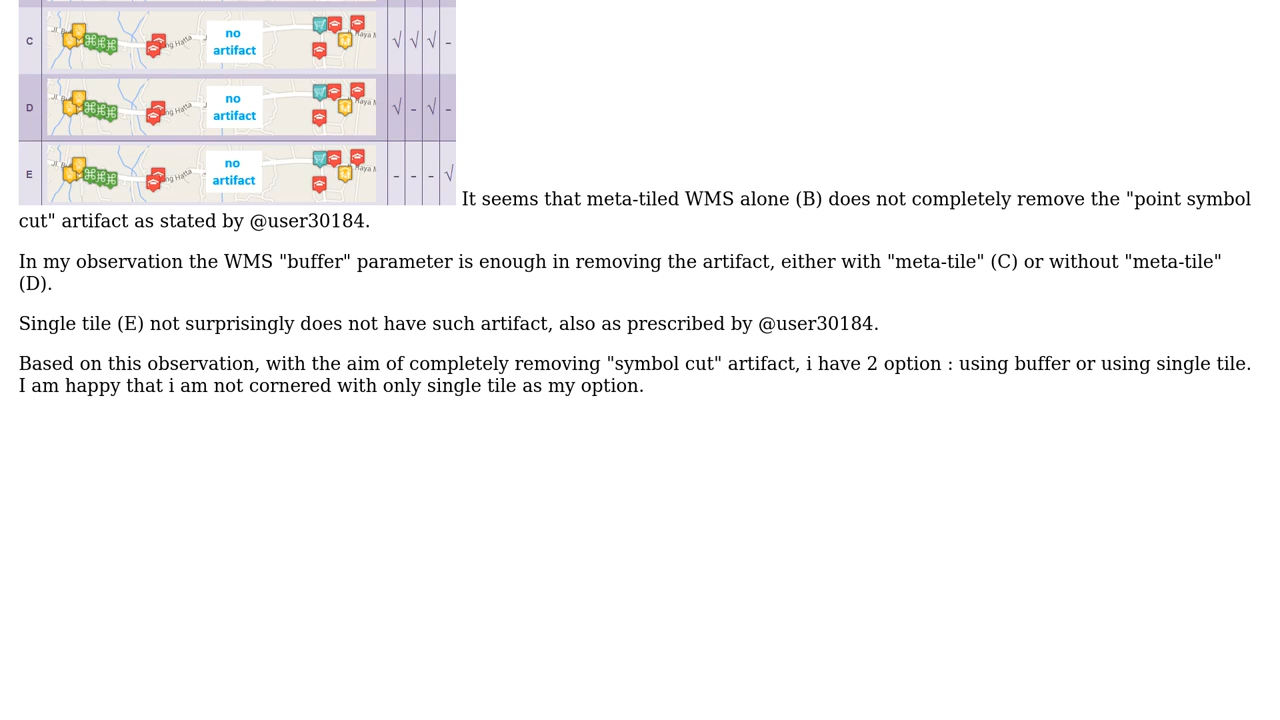 C no artifact √ √ √ -
D no artifact √ - √ -
E no artifact - - - √
It seems that meta-tiled WMS alone (B) does not completely remove the "point symbol
cut" artifact as stated by @user30184.
In my observation the WMS "buffer" parameter is enough in removing the artifact, either with "meta-tile" (C) or without "meta-tile"
(D).
Single tile (E) not surprisingly does not have such artifact, also as prescribed by @user30184.
Based on this observation, with the aim of completely removing "symbol cut" artifact, i have 2 option : using buffer or using single tile.
I am happy that i am not cornered with only single tile as my option.